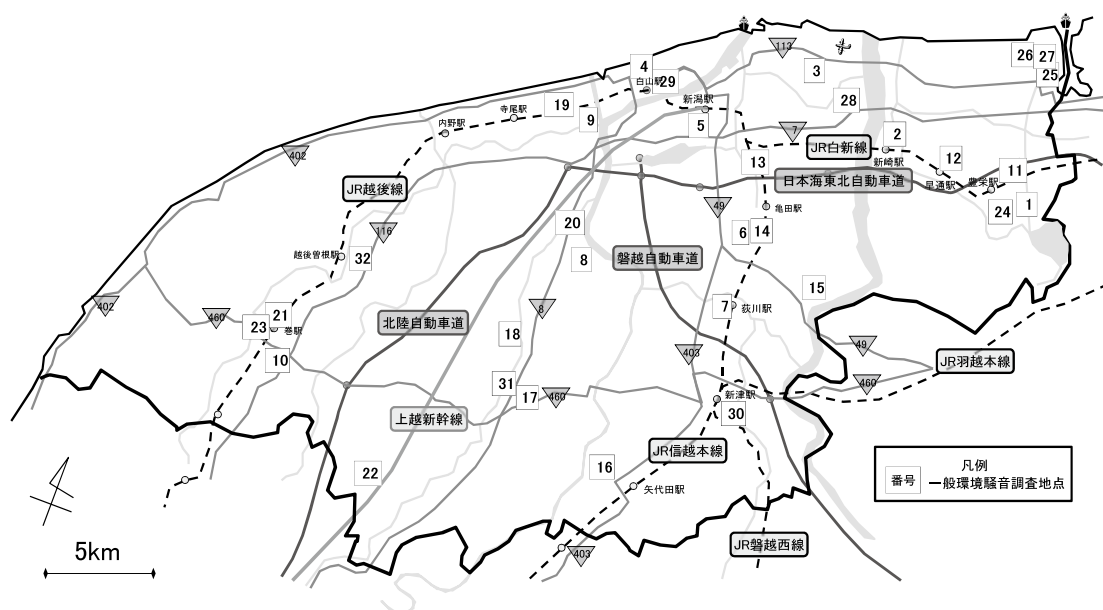 113
26
27
25
4
29
白山駅
3
新潟駅
28
19
寺尾駅
内野駅
9
5
7
2
JR白新線
新崎駅
12
402
13
日本海東北自動車道
早通駅
豊栄駅
11
JR越後線
49
亀田駅
24
1
116
20
6
14
越後曽根駅
32
8
磐越自動車道
15
402
460
21
23
巻駅
北陸自動車道
8
7
荻川駅
10
18
403
49
JR羽越本線
31
17
460
460
上越新幹線
新津駅
30
22
16
JR信越本線
矢代田駅
凡例
番号
一般環境騒音調査地点
5km
403
JR磐越西線